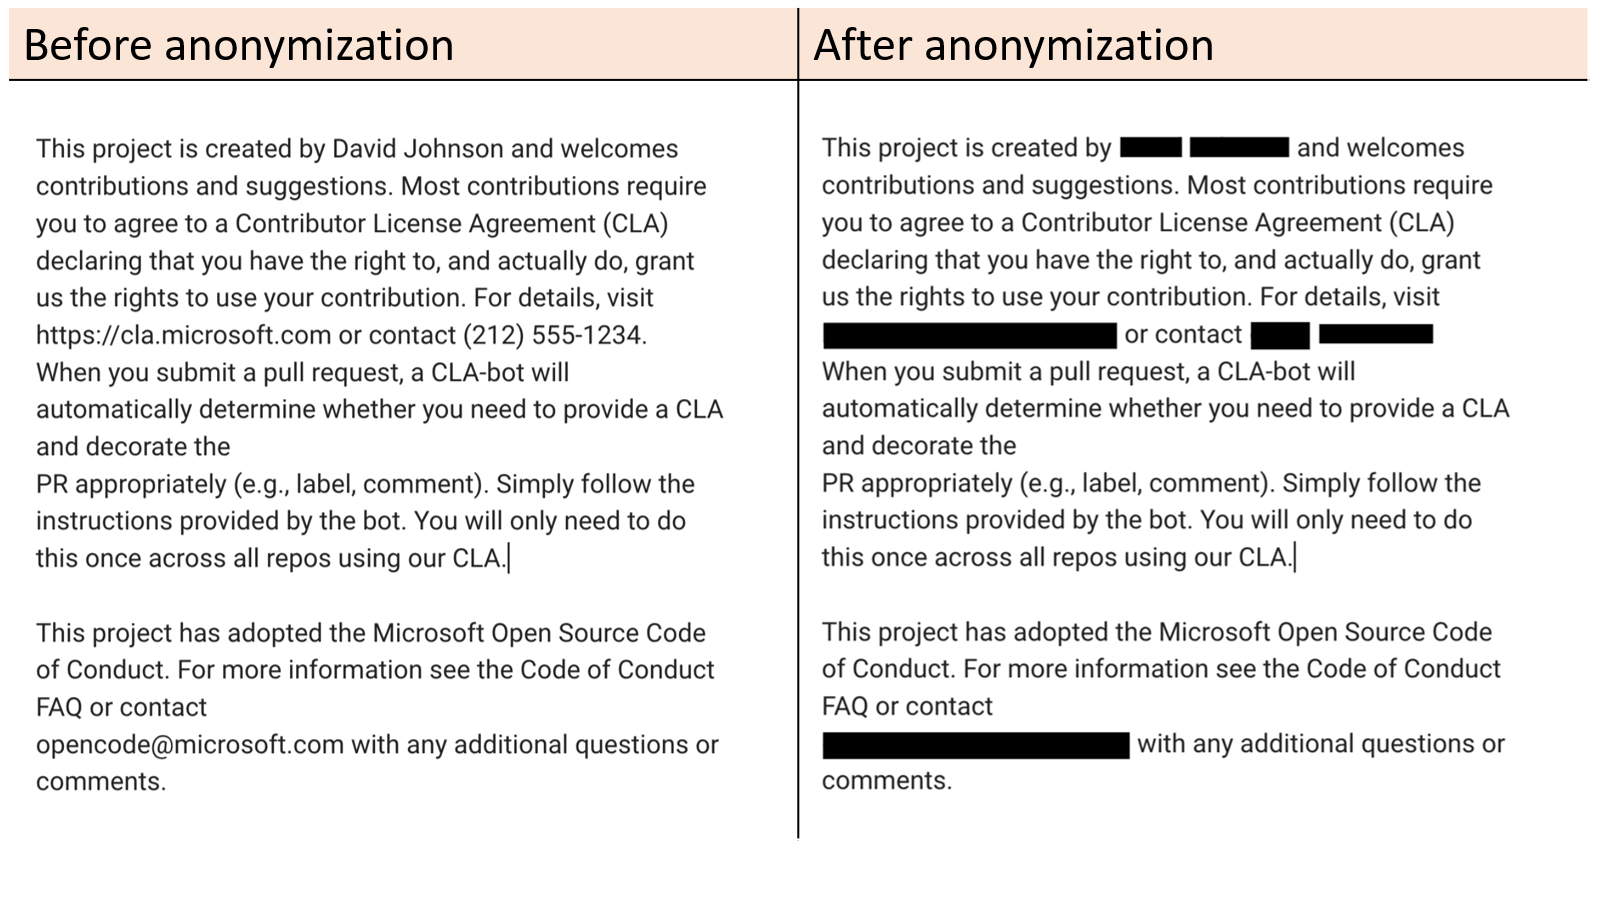 Before anonymization
This project is created by David Johnson and welcomes
contributions and suggestions. Most contributions require
you to agree to a Contributor License Agreement (CLA)
declaring that you have the right to, and actually do, grant
us the rights to use your contribution. For details, visit
https://cla.microsoft.com or contact (212) 555-1234.
When you submit a pull request, a CLA-bot will
automatically determine whether you need to provide a CLA
and decorate the
PR appropriately (e.g., label, comment). Simply follow the
instructions provided by the bot. You will only need to do
this once across all repos using our CLA.
This project has adopted the Microsoft Open Source Code
of Conduct. For more information see the Code of Conduct
FAQ or contact
opencode@microsoft.com with any additional questions or
comments.
After anonymization
This project is created by and welcomes
contributions and suggestions. Most contributions require
you to agree to a Contributor License Agreement (CLA)
declaring that you have the right to, and actually do, grant
us the rights to use your contribution. For details, visit
or contact
When you submit a pull request, a CLA-bot will
automatically determine whether you need to provide a CLA
and decorate the
PR appropriately (e.g., label, comment). Simply follow the
instructions provided by the bot. You will only need to do
this once across all repos using our CLA.
This project has adopted the Microsoft Open Source Code
of Conduct. For more information see the Code of Conduct
FAQ or contact
with any additional questions or
comments.